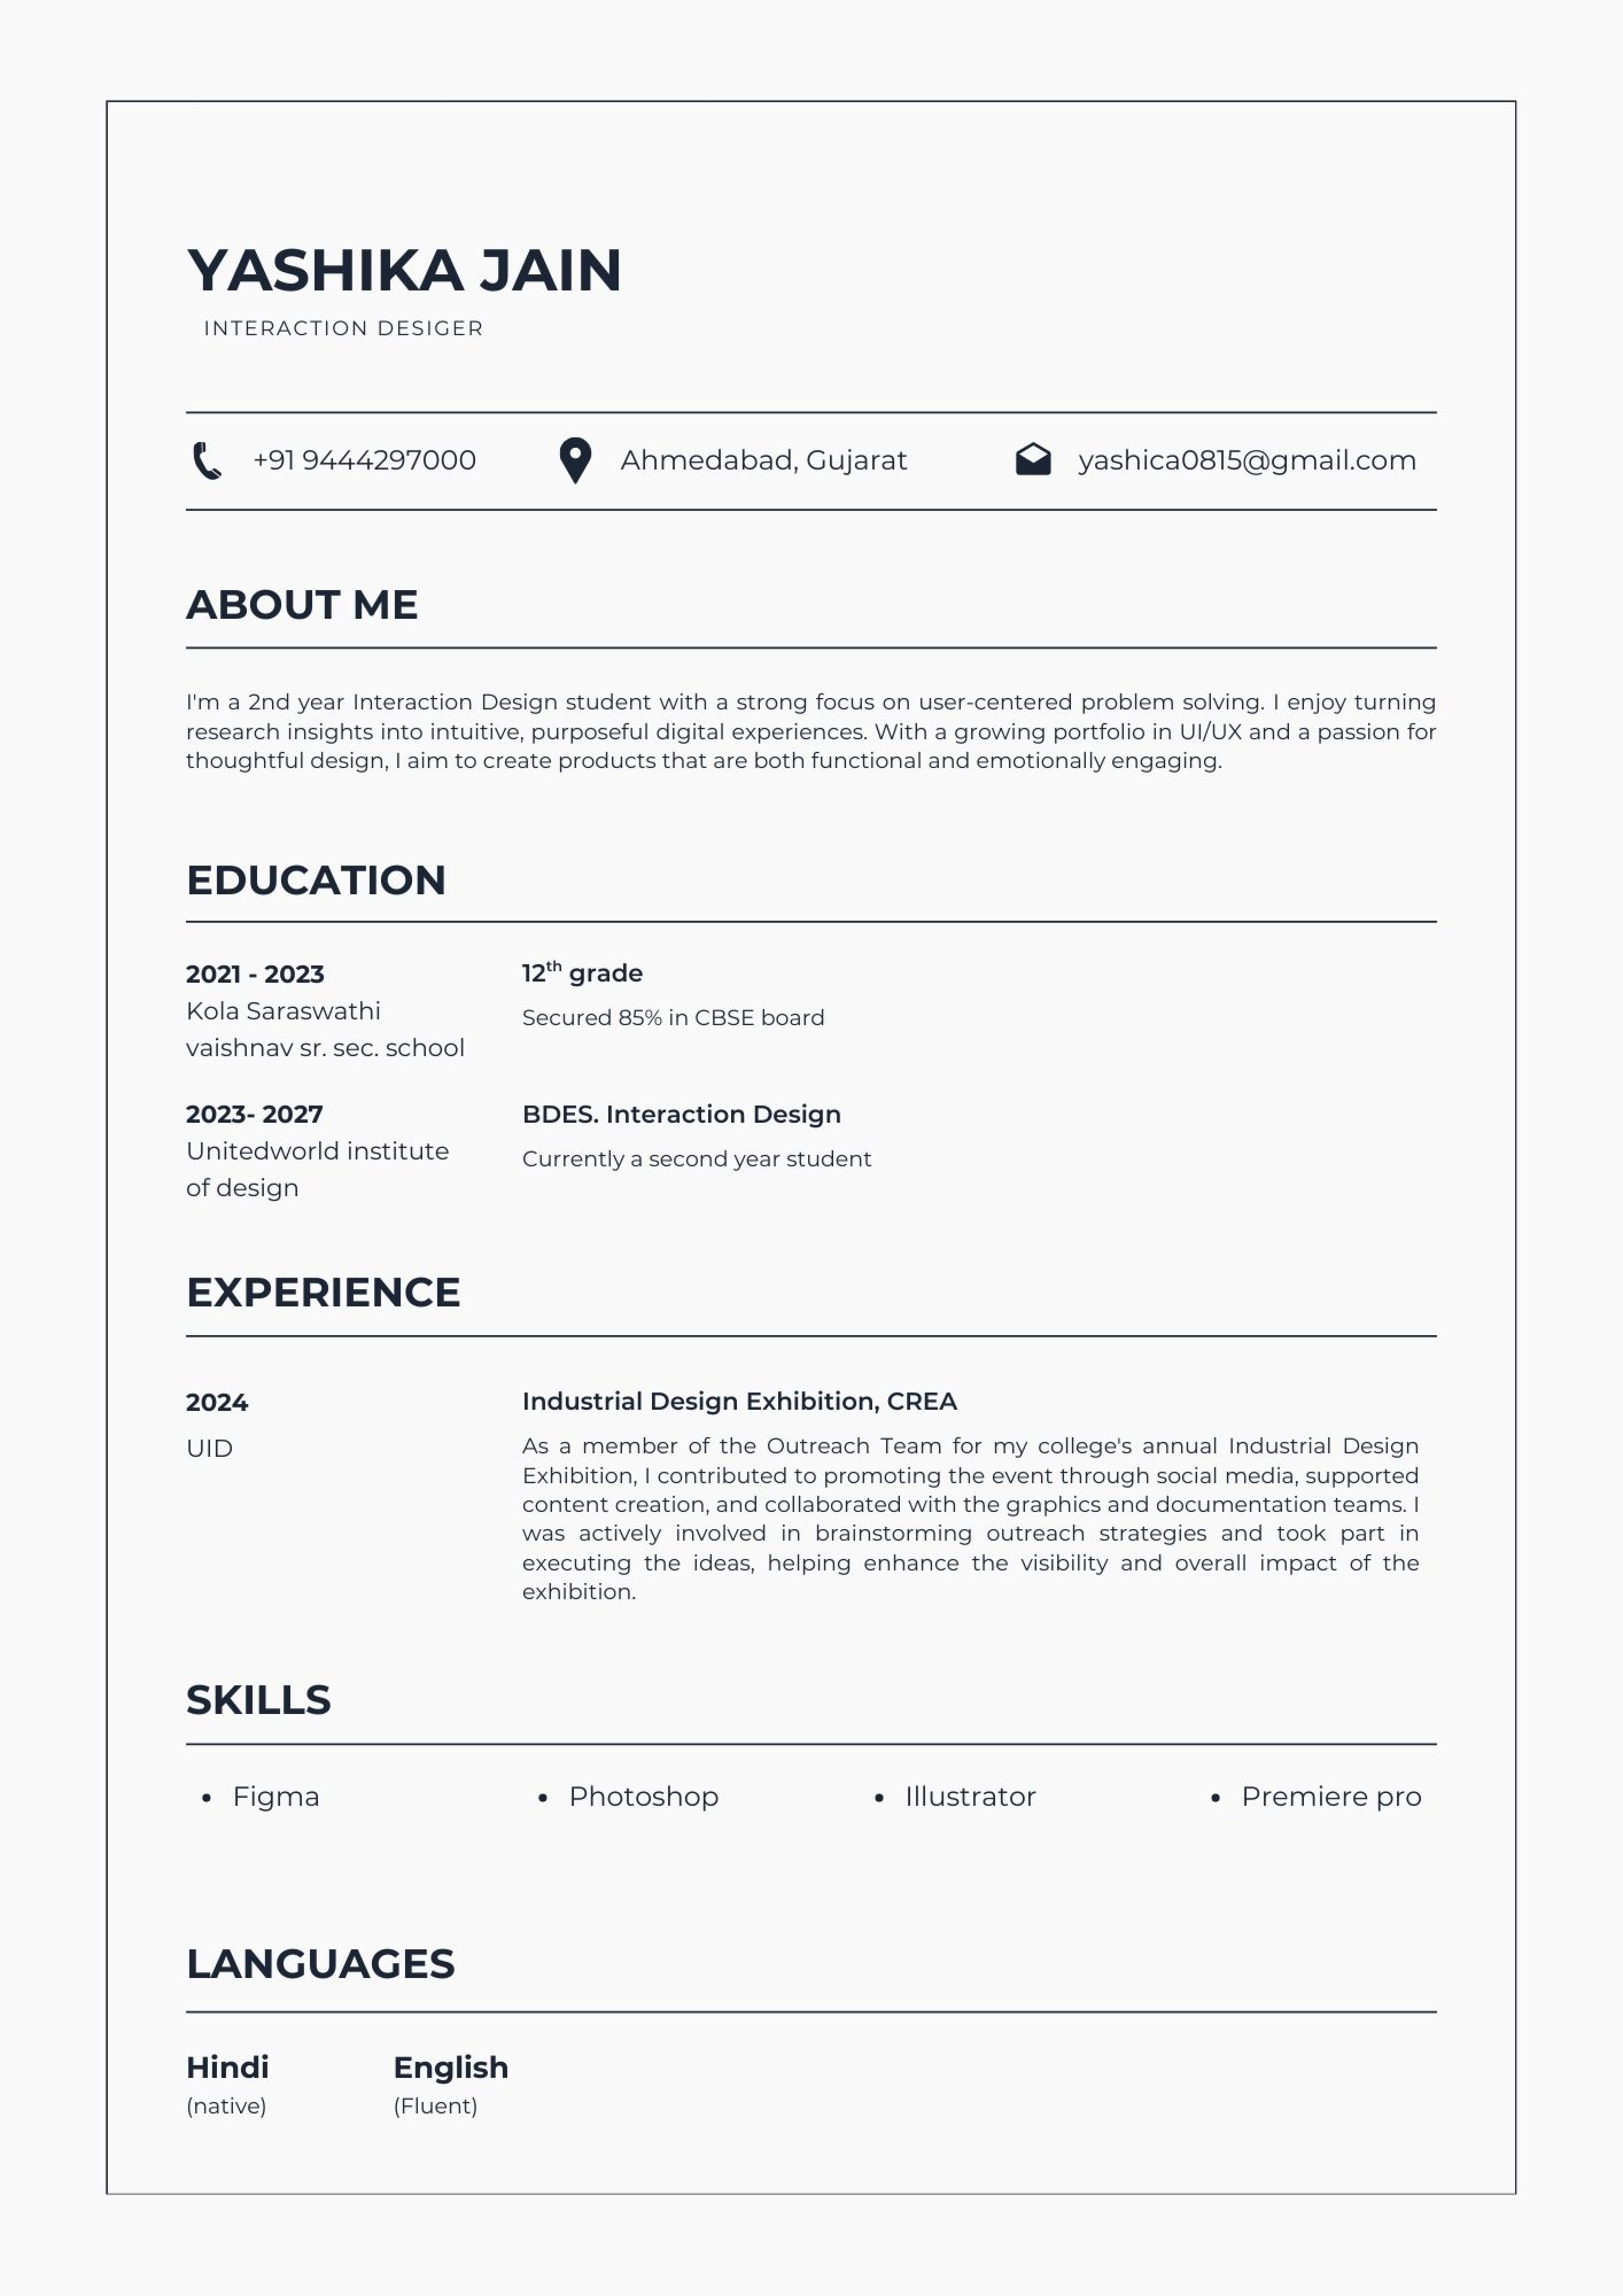 YASHIKA JAIN
INTERACTION DESIGER
+91 9444297000
Ahmedabad, Gujarat
yashica0815@gmail.com
ABOUT ME
I'm a 2nd year Interaction Design student with a strong focus on user-centered problem solving. I enjoy turning
research insights into intuitive, purposeful digital experiences. With a growing portfolio in UI/UX and a passion for
thoughtful design, I aim to create products that are both functional and emotionally engaging.
EDUCATION
2021 - 2023
Kola Saraswathi
vaishnav sr. sec. school
12th grade
Secured 85% in CBSE board
2023- 2027
Unitedworld institute
of design
BDES. Interaction Design
Currently a second year student
EXPERIENCE
2024
UID
Industrial Design Exhibition, CREA
As a member of the Outreach Team for my college's annual Industrial Design
Exhibition, I contributed to promoting the event through social media, supported
content creation, and collaborated with the graphics and documentation teams. I
was actively involved in brainstorming outreach strategies and took part in
executing the ideas, helping enhance the visibility and overall impact of the
exhibition.
SKILLS
• Figma
• Photoshop
• Illustrator
• Premiere pro
LANGUAGES
Hindi
(native)
English
(Fluent)